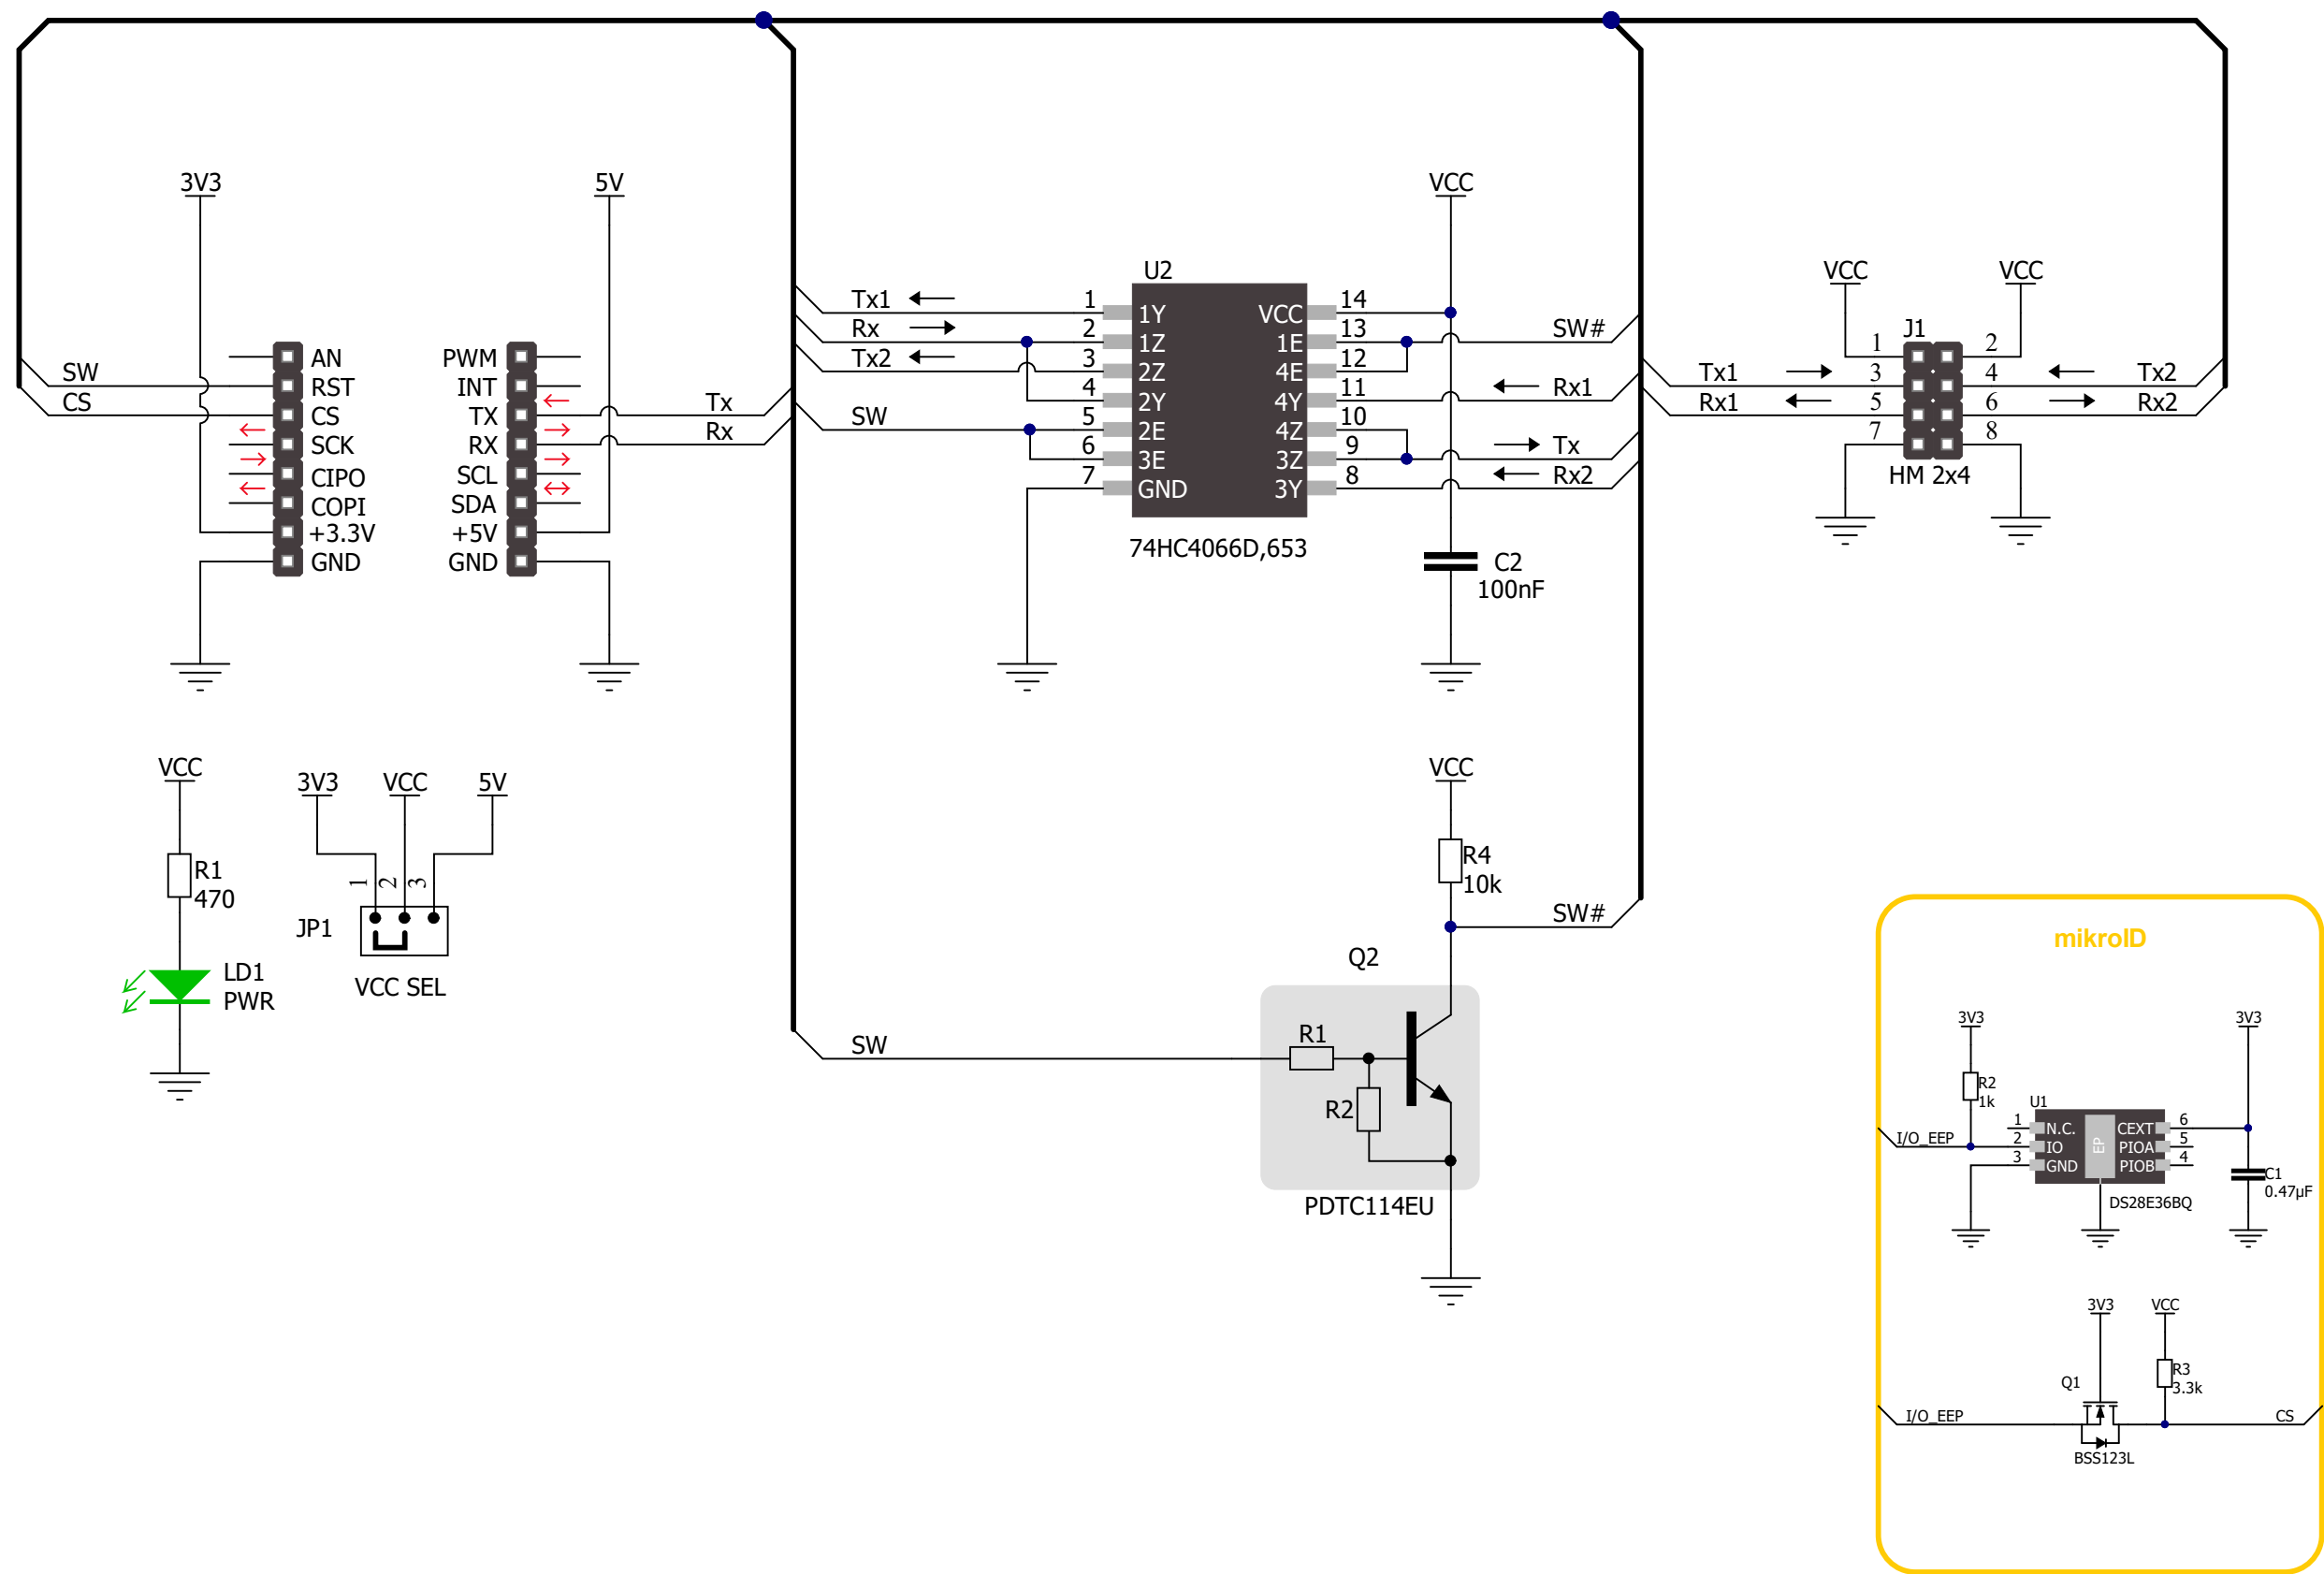 3V3
5V
VCC
AN
RST
CS
SCK
CIPO
COPI
+3.3V
GND
PWM
INT
TX
RX
SCL
SDA
+5V
GND
SW
CS
Tx
Rx
U2
Tx1
Rx
Tx2
SW
1
2
3
4
5
6
7
1Y
1Z
2Z
2Y
2E
3E
GND
VCC
1E
4E
4Y
4Z
3Z
3Y
14
13
12
11
10
9
8
SW#
Rx1
Tx
Rx2
74HC4066D,653
C2
100nF
VCC
VCC
J1
1
2
3
4
5
6
7
8
Tx1
Rx1
Tx2
Rx2
HM 2x4
VCC
R1
470
LD1
PWR
3V3
VCC
5V
1
2
3
JP1
VCC SEL
VCC
R4
10k
SW#
Q2
SW
R1
R2
PDTC114EU
mikroID
3V3
3V3
R2
1k
U1
I/O_EEP
1
2
3
N.C.
IO
GND
EP
CEXT
PIOA
PIOB
6
5
4
C1
0.47µF
DS28E36BQ
3V3
VCC
Q1
R3
3.3k
I/O_EEP
CS
BSS123L